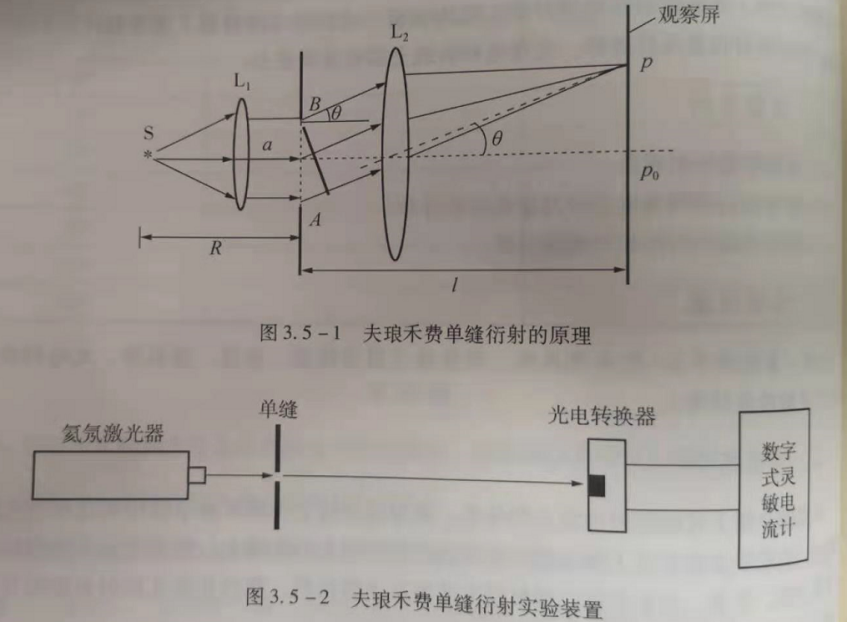 观察屏
L₂
p
L₁
B
θ
S
*
a
θ
p₀
A
R
l
图 3.5-1 夫琅禾费单缝衍射的原理
氦氖激光器
单缝
光电转换器
数字
式灵
敏电
流计
图 3.5-2 夫琅禾费单缝衍射实验装置